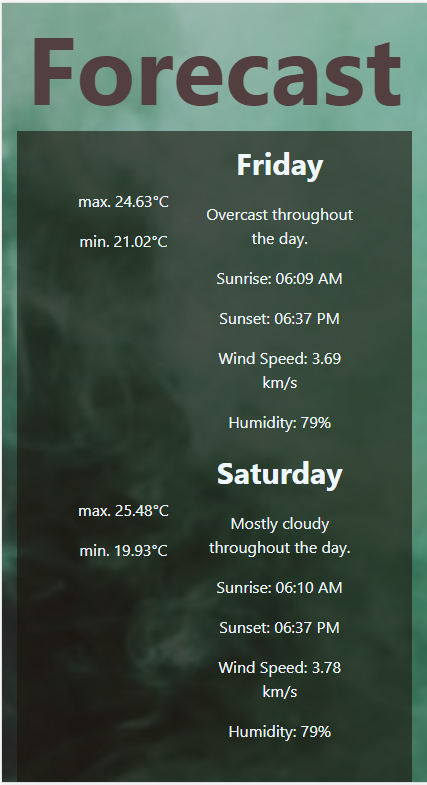 Forecast
Friday
max. 24.63°C
min. 21.02°C
Overcast throughout
the day.
Sunrise: 06:09 AM
Sunset: 06:37 PM
Wind Speed: 3.69
km/s
Humidity: 79%
Saturday
max. 25.48°C
min. 19.93°C
Mostly cloudy
throughout the day.
Sunrise: 06:10 AM
Sunset: 06:37 PM
Wind Speed: 3.78
km/s
Humidity: 79%